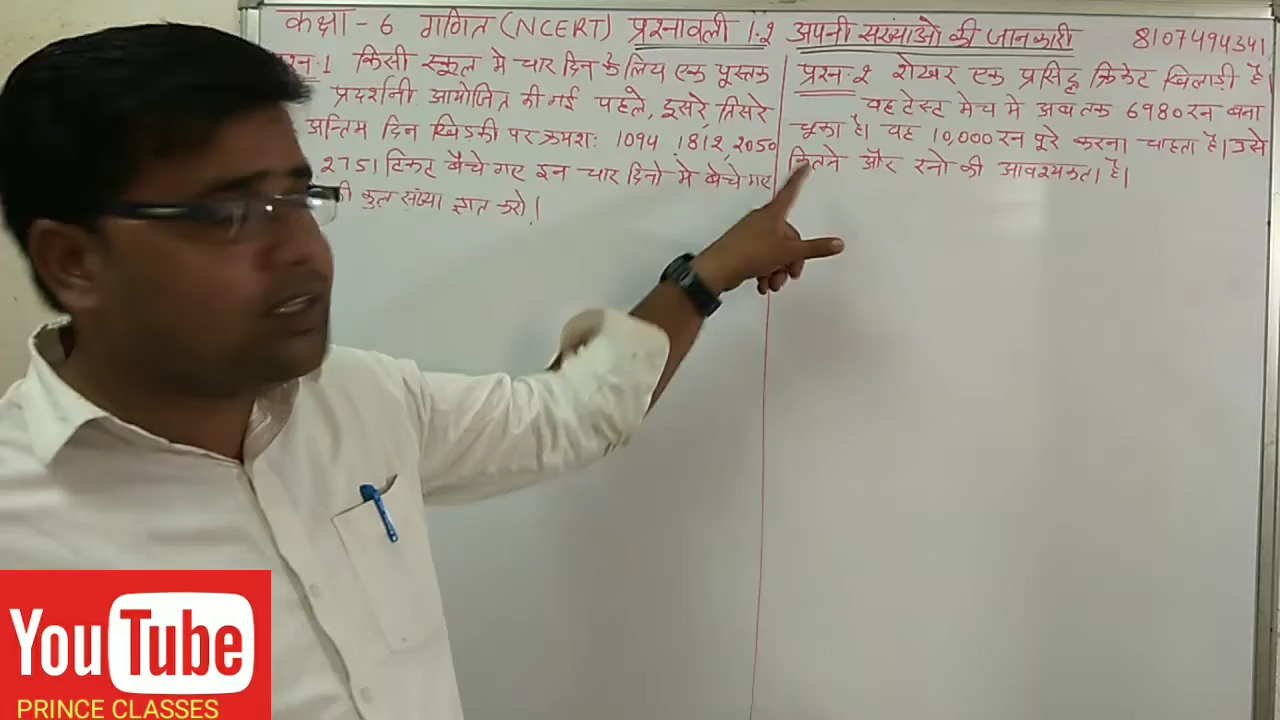 कक्षा - 6 गणित (NCERT) प्रश्नावली 1.2 अपनी संख्याओ की जानकारी 8107494341
प्रश्न.1 किसी स्कूल मे चार दिन के लिय एक पूस्तक
प्रदर्शनी आयोजित की गई पहले, दूसरे, तिसरे
अन्तिम दिन खिडकी पर क्रमशः 1094 1812, 2050
2751 टिकट बैचे गए इन चार दिनो मे बेचे गए
की कुल संख्या ज्ञात करो!
प्रश्न.2 शेखर एक प्रसिद्ध क्रिकेट खिलाडी है।
वह टेस्ट मेच मे अब तक 6980 रन बना
चूका है। वह 10,000 रन पूरे करना चाहता है। उसे
कितने और रनो की आवश्यकता है।
YouTube
PRINCE CLASSES